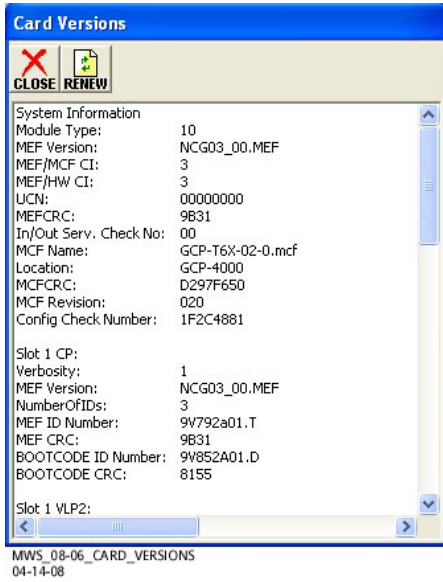 Card Versions
CLOSE RENEW
System Information
Module Type: 10
MEF Version: NCG03_00.MEF
MEF/MCF CI: 3
MEF/HW CI: 3
UCN: 00000000
MEFCRC: 9B31
In/Out Serv. Check No: 00
MCF Name: GCP-T6X-02-0.mcf
Location: GCP-4000
MCFCRC: D297F650
MCF Revision: 020
Config Check Number: 1F2C4881
Slot 1 CP:
Verbosity: 1
MEF Version: NCG03_00.MEF
NumberOfIDs: 3
MEF ID Number: 9V792a01.T
MEF CRC: 9B31
BOOTCODE ID Number: 9V852A01.D
BOOTCODE CRC: 8155
Slot 1 VLP2:
MWS_08-06_CARD_VERSIONS
04-14-08